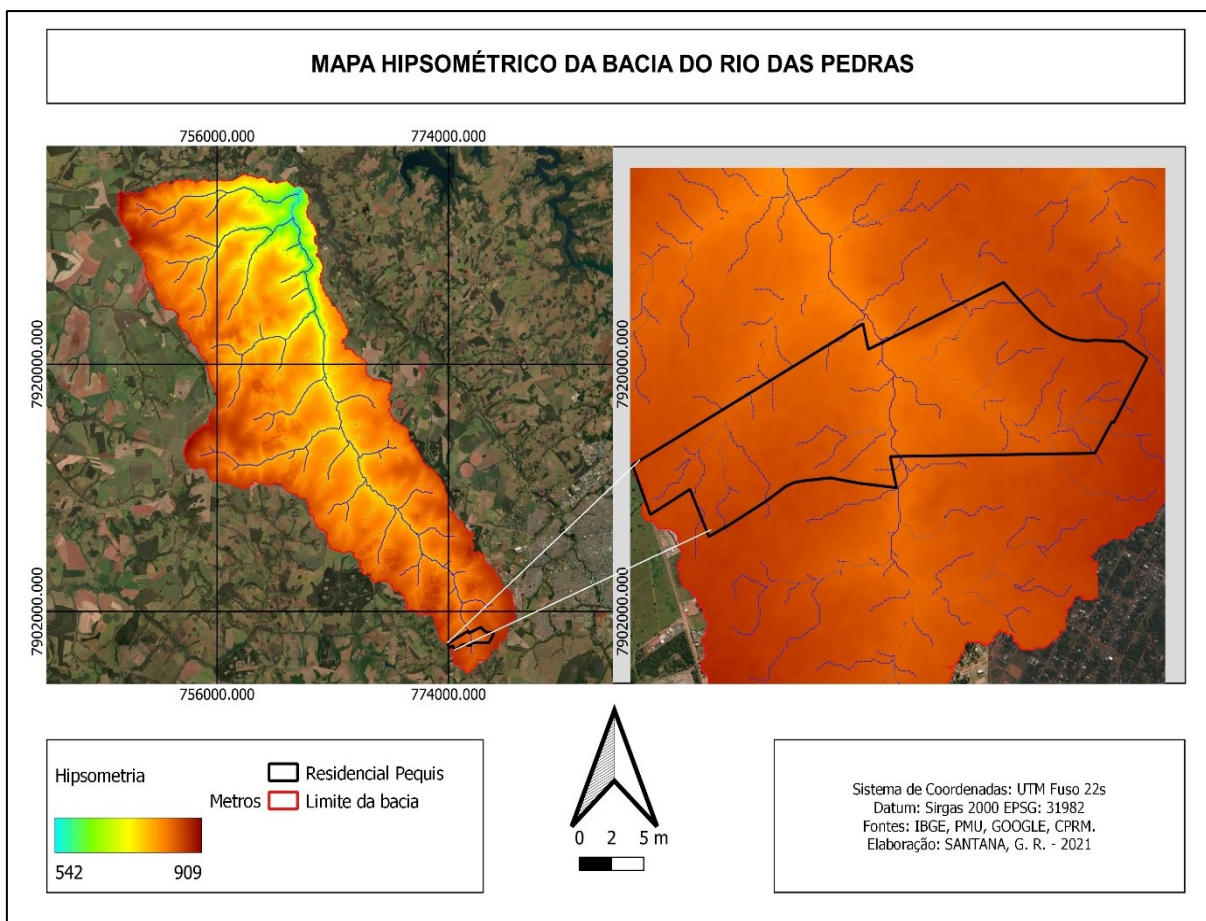 MAPA HIPSOMÉTRICO DA BACIA DO RIO DAS PEDRAS
756000.000 774000.000
7920000.000 7920000.000
7902000.000 7902000.000
756000.000 774000.000
Hipsometria
Metros
542 909
Residencial Pequis
Limite da bacia
0 2 5 m
Sistema de Coordenadas: UTM Fuso 22s
Datum: Sirgas 2000 EPSG: 31982
Fontes: IBGE, PMU, GOOGLE, CPRM.
Elaboração: SANTANA, G. R. - 2021